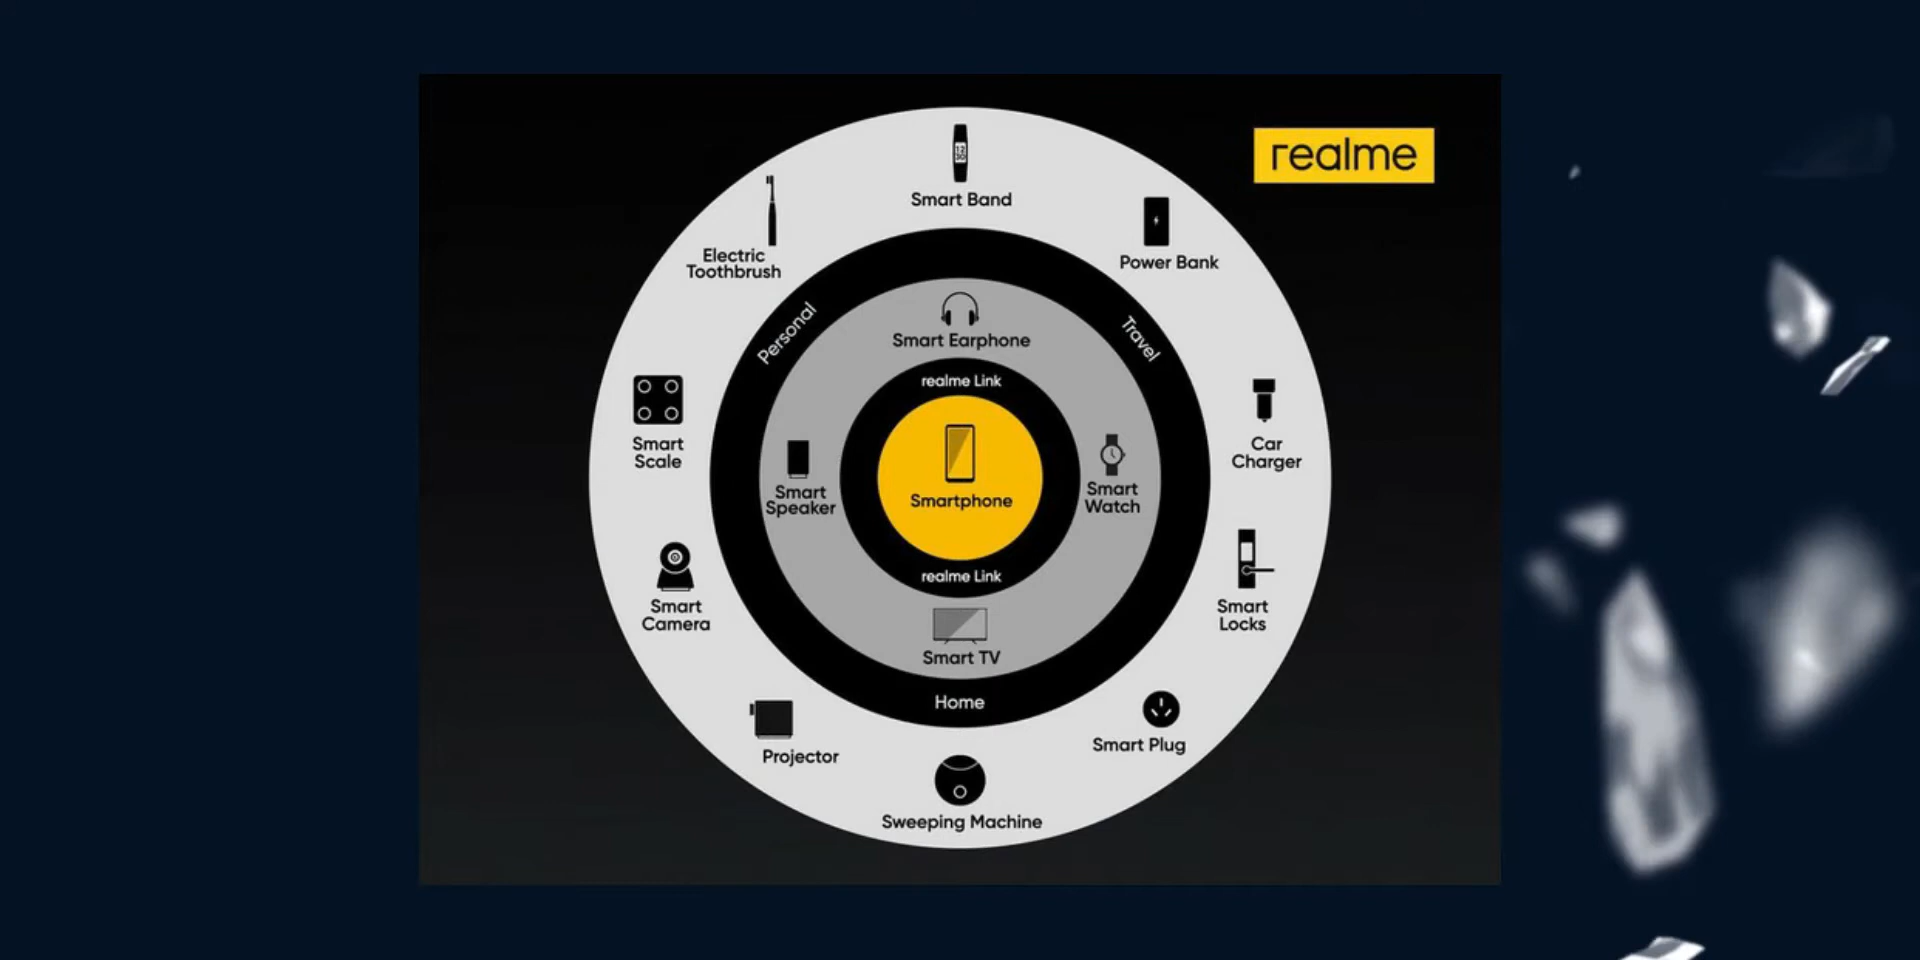 realme
Smart Band
Electric
Toothbrush
Power Bank
Personal
Travel
Smart Earphone
realme Link
Smart
Scale
Car
Charger
Smart
Speaker
Smartphone
Smart
Watch
realme Link
Smart
Camera
Smart
Locks
Smart TV
Home
Projector
Smart Plug
Sweeping Machine